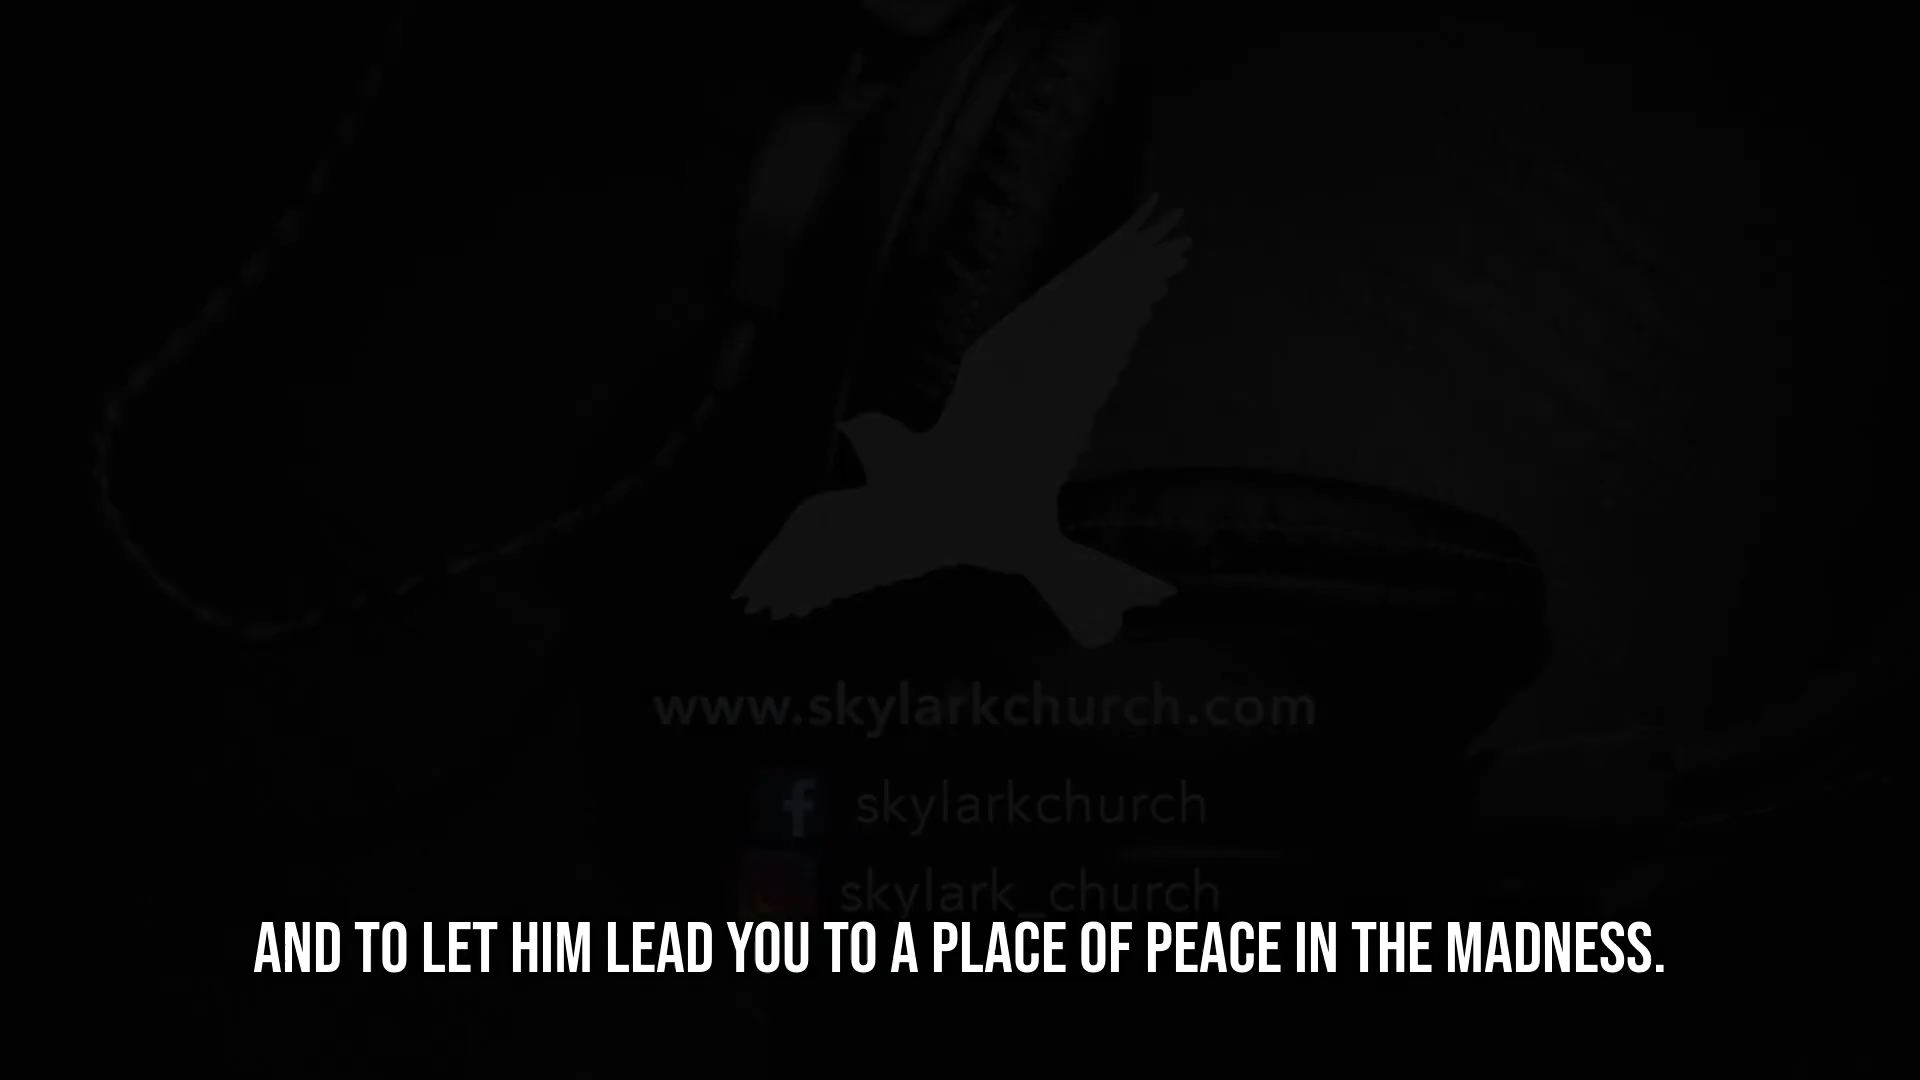 www.skylarkchurch.com
skylarkchurch
skylark_church
AND TO LET HIM LEAD YOU TO A PLACE OF PEACE IN THE MADNESS.